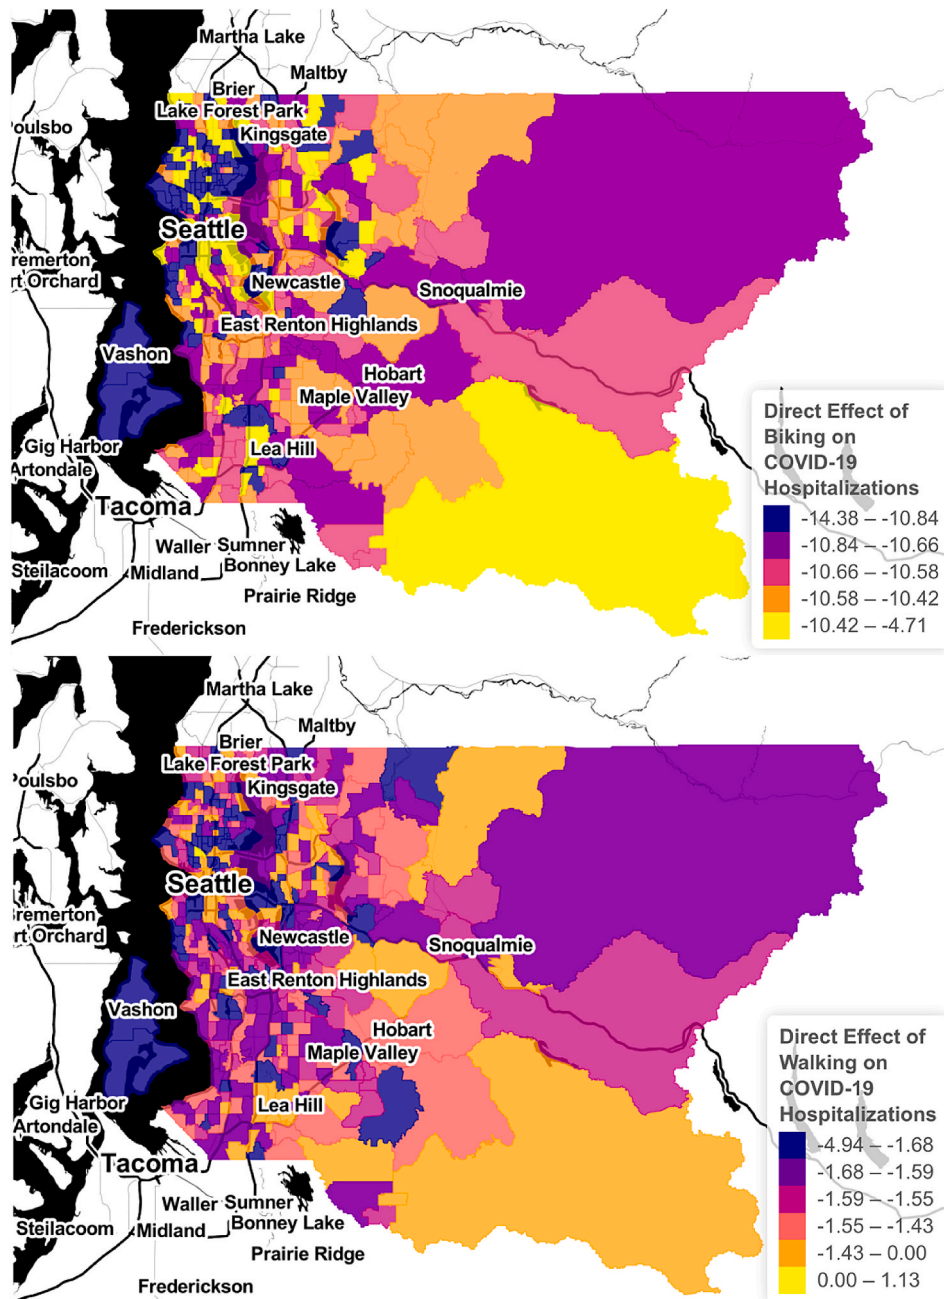 Martha Lake
Maltby
Brier
Lake Forest Park
Poulsbo
Kingsgate
Seattle
Bremerton
rt Orchard
Newcastle
Snoqualmie
East Renton Highlands
Vashon
Hobart
Maple Valley
Gig Harbor
Artondale
Lea Hill
Tacoma
Waller
Sumner
Steilacoom
Midland
Bonney Lake
Prairie Ridge
Frederickson
Direct Effect of
Biking on
COVID-19
Hospitalizations
-14.38 – -10.84
-10.84 – -10.66
-10.66 – -10.58
-10.58 – -10.42
-10.42 – -4.71
Martha Lake
Maltby
Brier
Lake Forest Park
Poulsbo
Kingsgate
Seattle
Bremerton
rt Orchard
Newcastle
Snoqualmie
East Renton Highlands
Vashon
Hobart
Maple Valley
Gig Harbor
Artondale
Lea Hill
Tacoma
Waller
Sumner
Steilacoom
Midland
Bonney Lake
Prairie Ridge
Frederickson
Direct Effect of
Walking on
COVID-19
Hospitalizations
-4.94 – -1.68
-1.68 – -1.59
-1.59 – -1.55
-1.55 – -1.43
-1.43 – 0.00
0.00 – 1.13